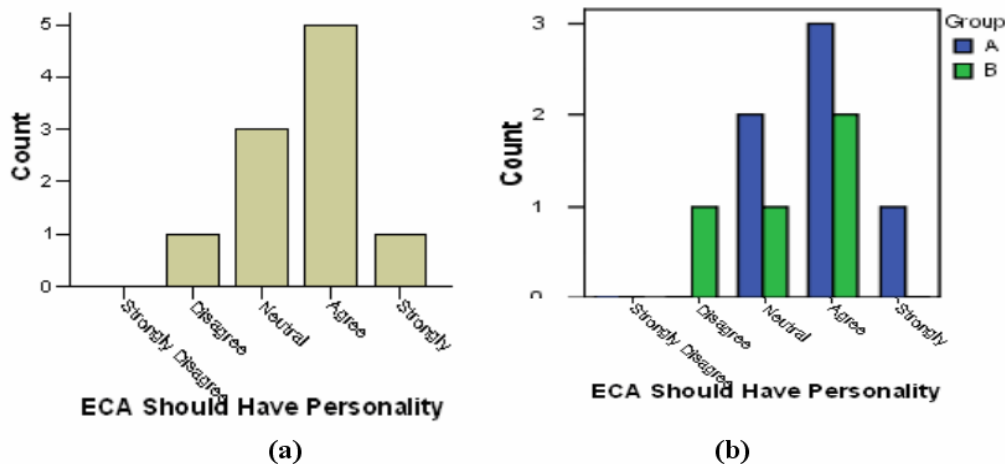 5
4
3
2
1
0
Count
Strongly Disagree
Disagree
Neutral
Agree
Strongly
ECA Should Have Personality
(a)
3
2
1
0
Count
Group
A
B
Strongly Disagree
Disagree
Neutral
Agree
Strongly
ECA Should Have Personality
(b)